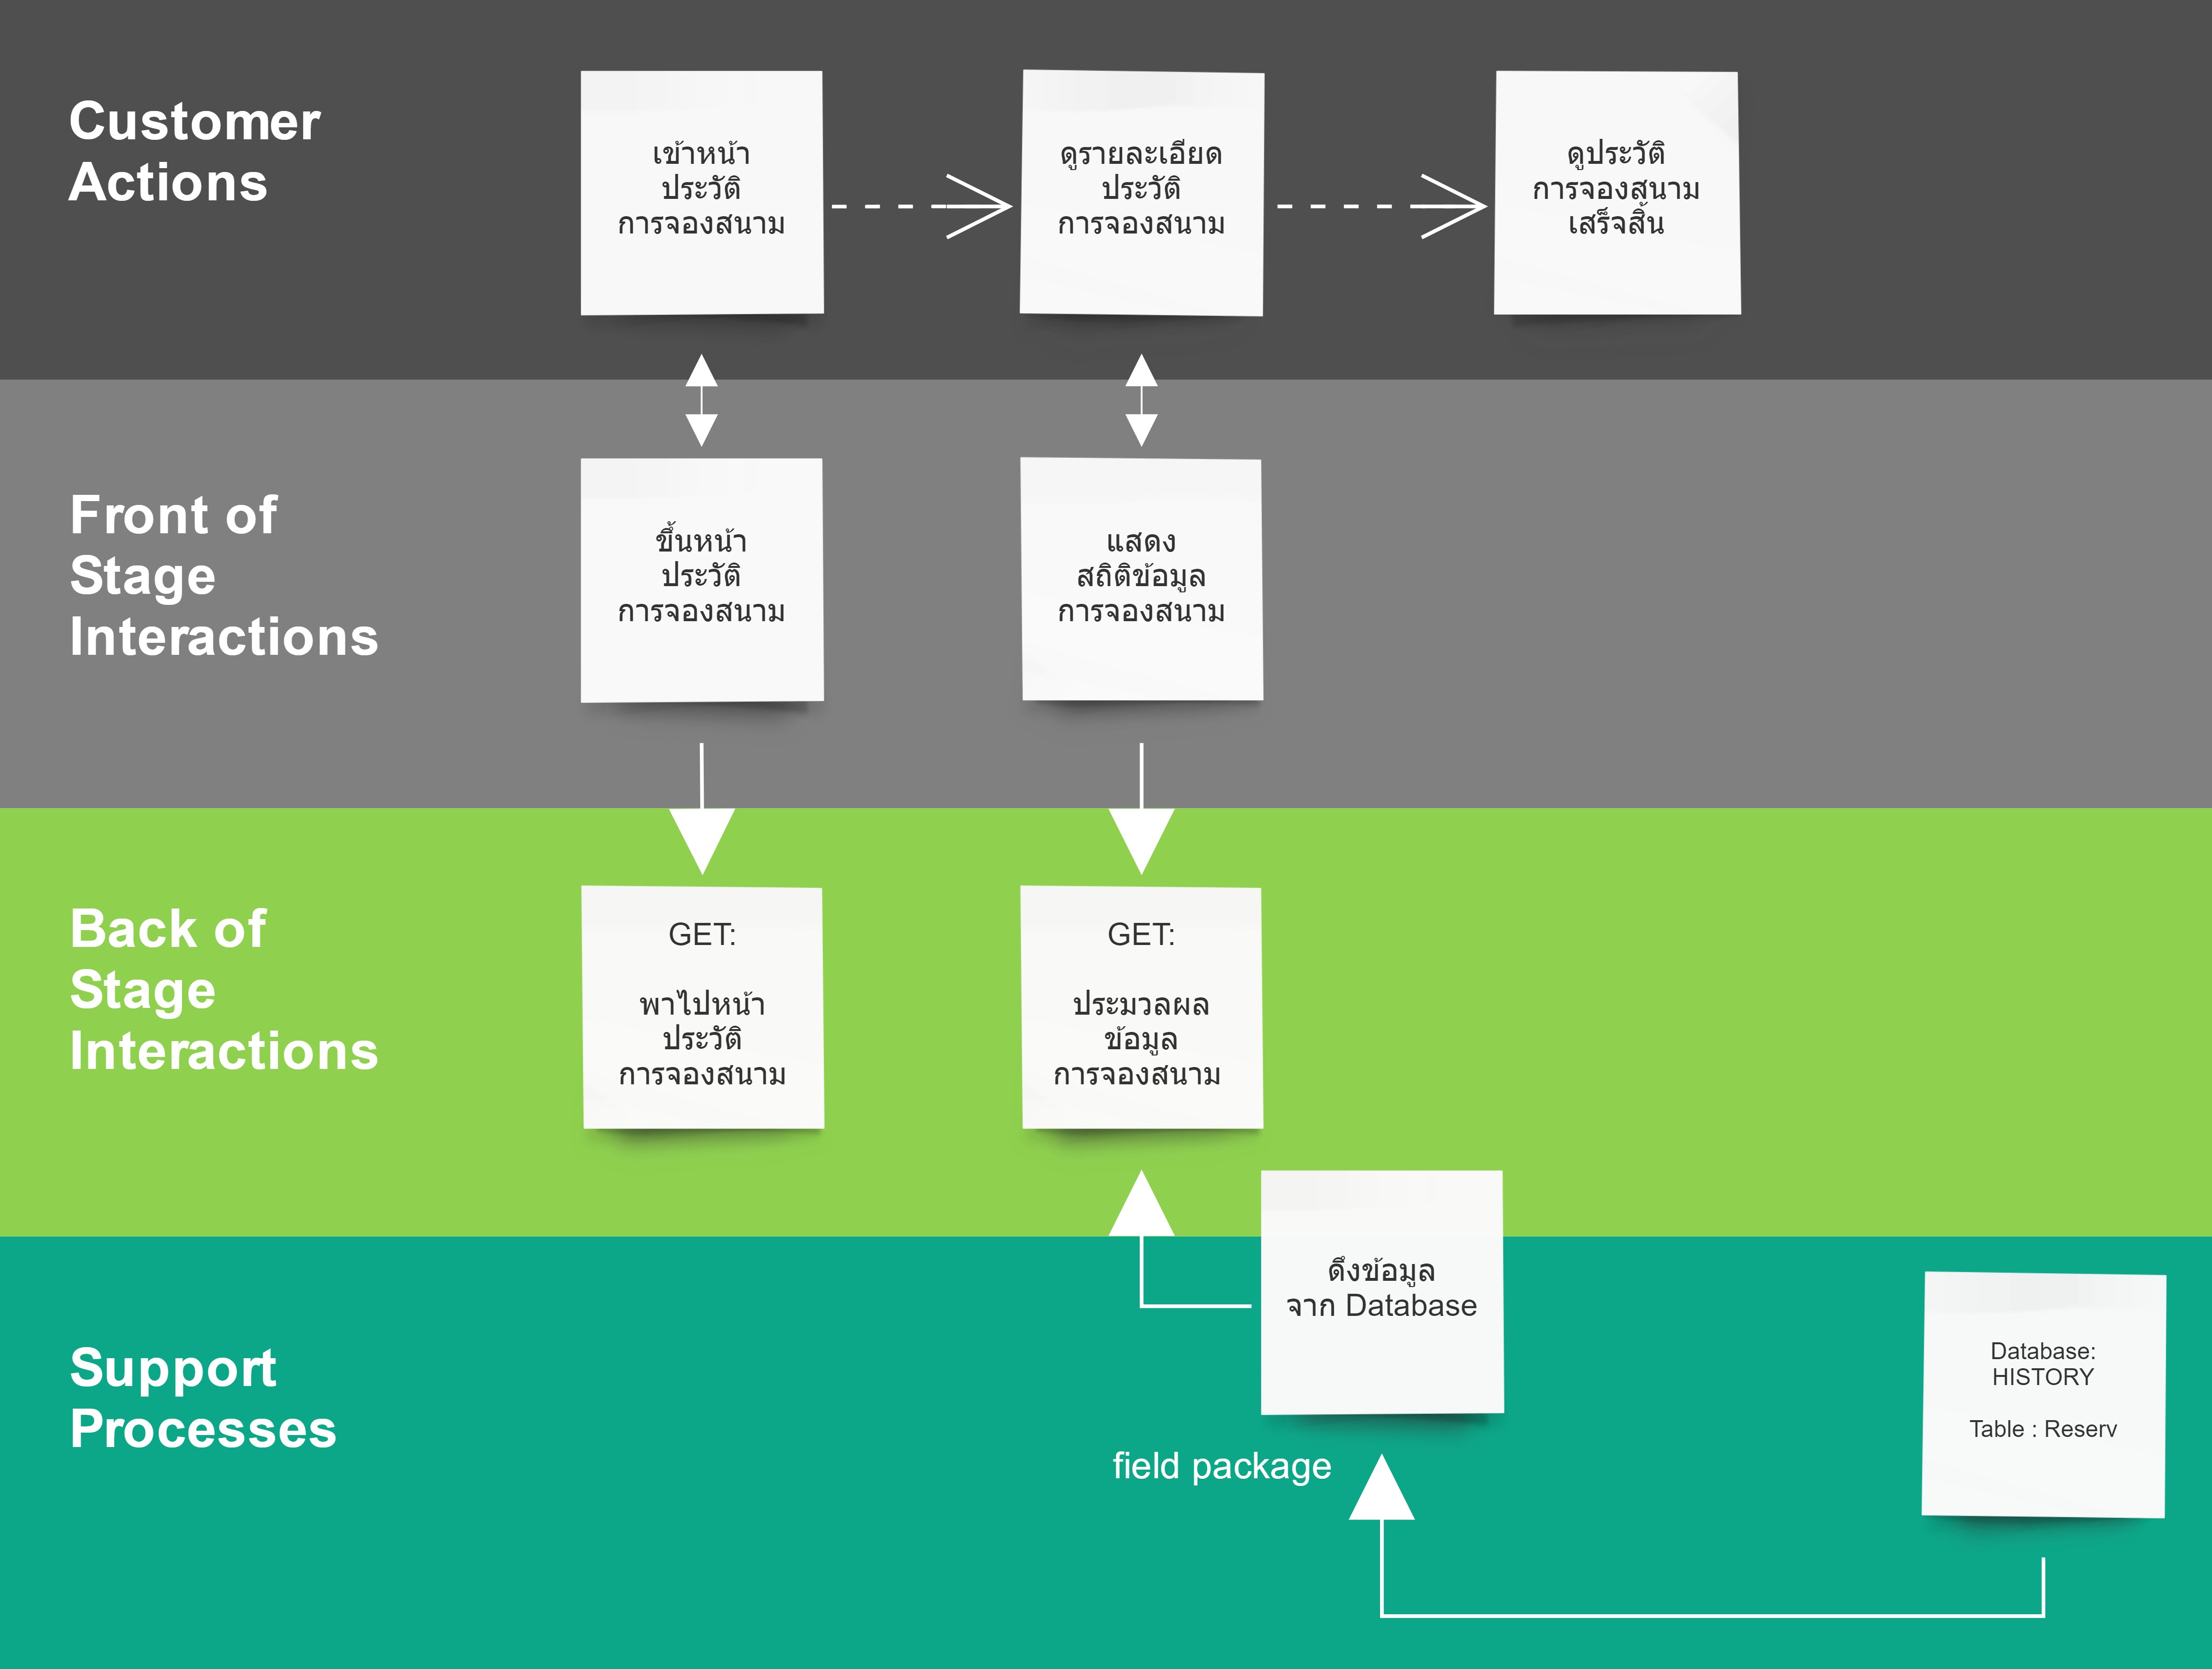 Customer
Actions
เข้าหน้า
ประวัติ
การจองสนาม
ดูรายละเอียด
ประวัติ
การจองสนาม
ดูประวัติ
การจองสนาม
เสร็จสิ้น
Front of
Stage
Interactions
ขึ้นหน้า
ประวัติ
การจองสนาม
แสดง
สถิติข้อมูล
การจองสนาม
Back of
Stage
Interactions
GET:
พาไปหน้า
ประวัติ
การจองสนาม
GET:
ประมวลผล
ข้อมูล
การจองสนาม
Support
Processes
ดึงข้อมูล
จาก Database
field package
Database:
HISTORY
Table : Reserv